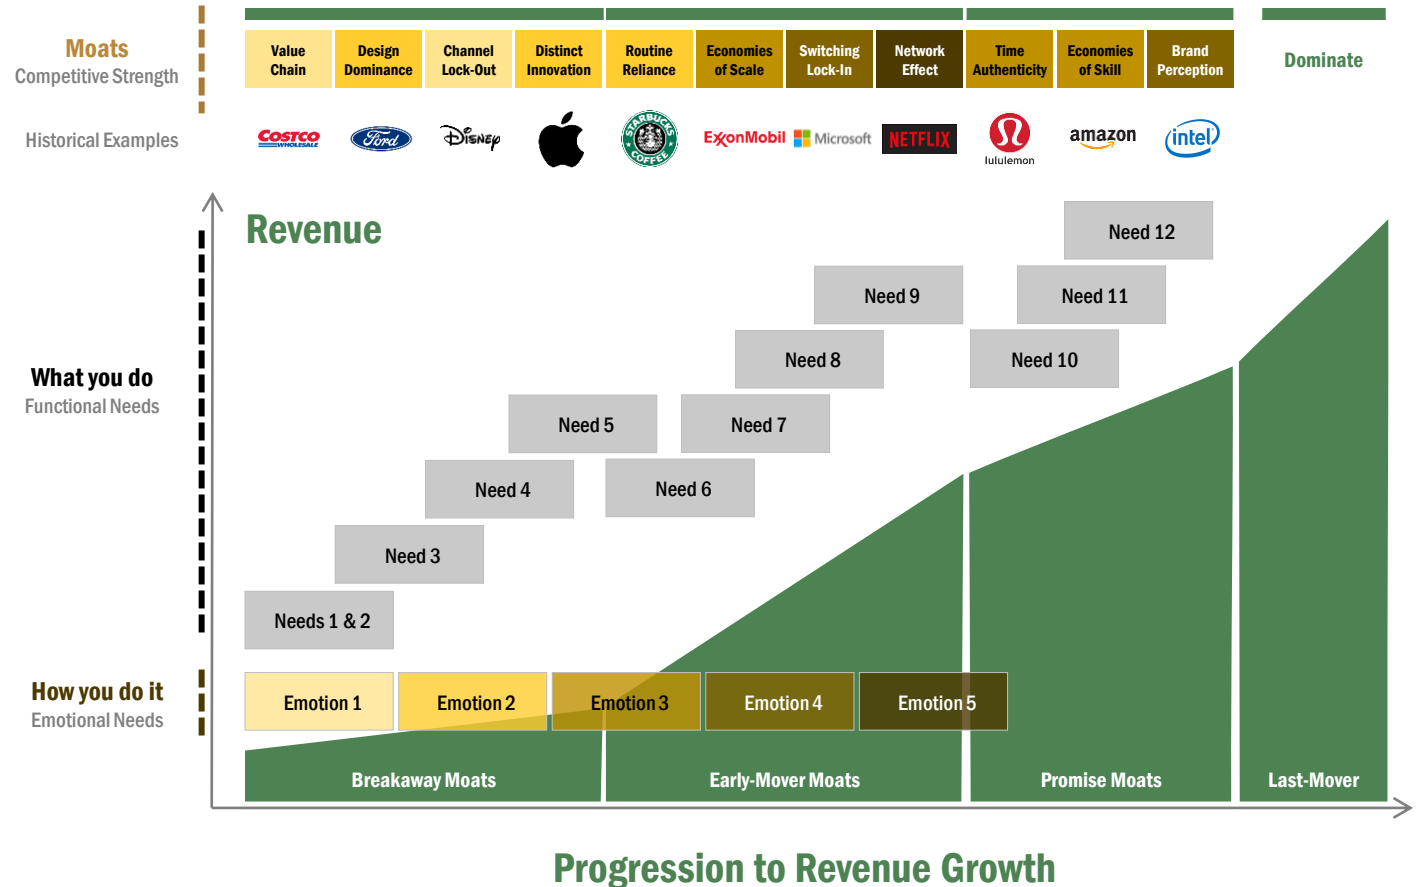 Moats
Competitive Strength
Value
Chain
Design
Dominance
Channel
Lock-Out
Distinct
Innovation
Routine
Reliance
Economies
of Scale
Switching
Lock-In
Network
Effect
Time
Authenticity
Economies
of Skill
Brand
Perception
Dominate
Historical Examples
COSTCO
WHOLESALE
Ford
Disney
STARBUCKS
COFFEE
ExxonMobil
Microsoft
NETFLIX
lululemon
amazon
intel
Revenue
Need 12
Need 9
Need 11
Need 8
Need 10
What you do
Functional Needs
Need 5
Need 7
Need 4
Need 6
Need 3
Needs 1 & 2
How you do it
Emotional Needs
Emotion 1
Emotion 2
Emotion 3
Emotion 4
Emotion 5
Breakaway Moats
Early-Mover Moats
Promise Moats
Last-Mover
Progression to Revenue Growth